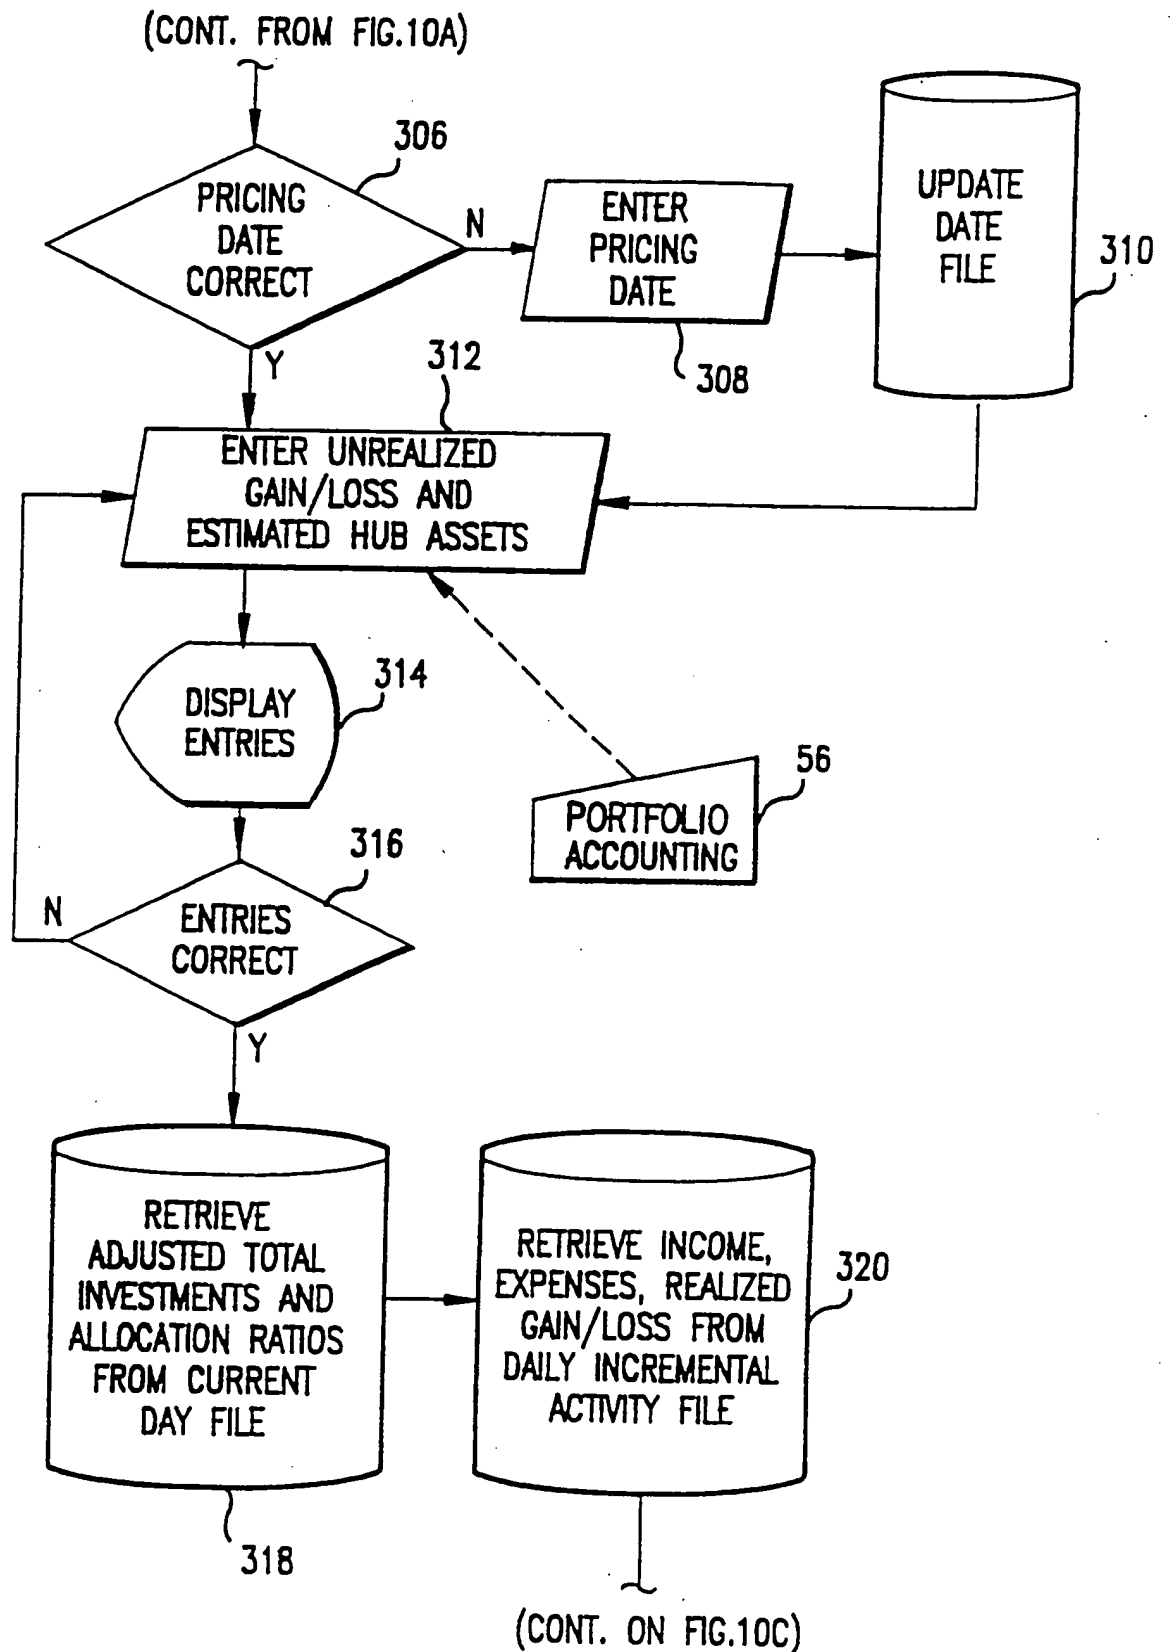 (CONT. FROM FIG.10A)
306
PRICING
DATE
CORRECT
N
Y
ENTER
PRICING
DATE
308
UPDATE
DATE
FILE
310
312
ENTER UNREALIZED
GAIN/LOSS AND
ESTIMATED HUB ASSETS
DISPLAY
ENTRIES
314
56
PORTFOLIO
ACCOUNTING
316
ENTRIES
CORRECT
N
Y
RETRIEVE
ADJUSTED TOTAL
INVESTMENTS AND
ALLOCATION RATIOS
FROM CURRENT
DAY FILE
318
RETRIEVE INCOME,
EXPENSES, REALIZED
GAIN/LOSS FROM
DAILY INCREMENTAL
ACTIVITY FILE
320
(CONT. ON FIG.10C)